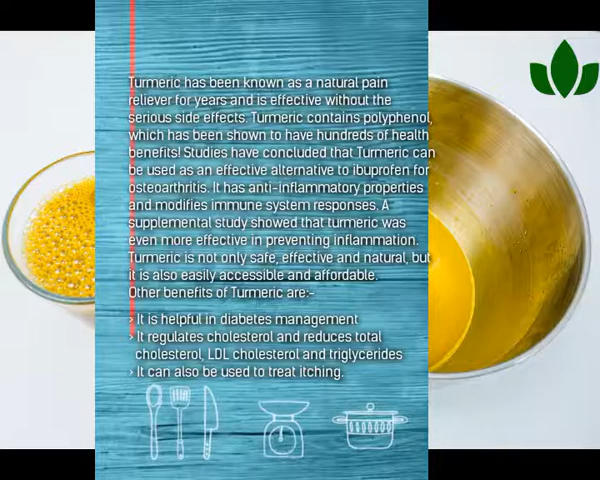 Turmeric has been known as a natural pain
reliever for years and is effective without the
serious side effects. Turmeric contains polyphenol,
which has been shown to have hundreds of health
benefits! Studies have concluded that Turmeric can
be used as an effective alternative to ibuprofen for
osteoarthritis. It has anti-inflammatory properties
and modifies immune system responses. A
supplemental study showed that turmeric was
even more effective in preventing inflammation.
Turmeric is not only safe, effective and natural, but
it is also easily accessible and affordable.
Other benefits of Turmeric are:-
› It is helpful in diabetes management
› It regulates cholesterol and reduces total
cholesterol, LDL cholesterol and triglycerides
› It can also be used to treat itching.